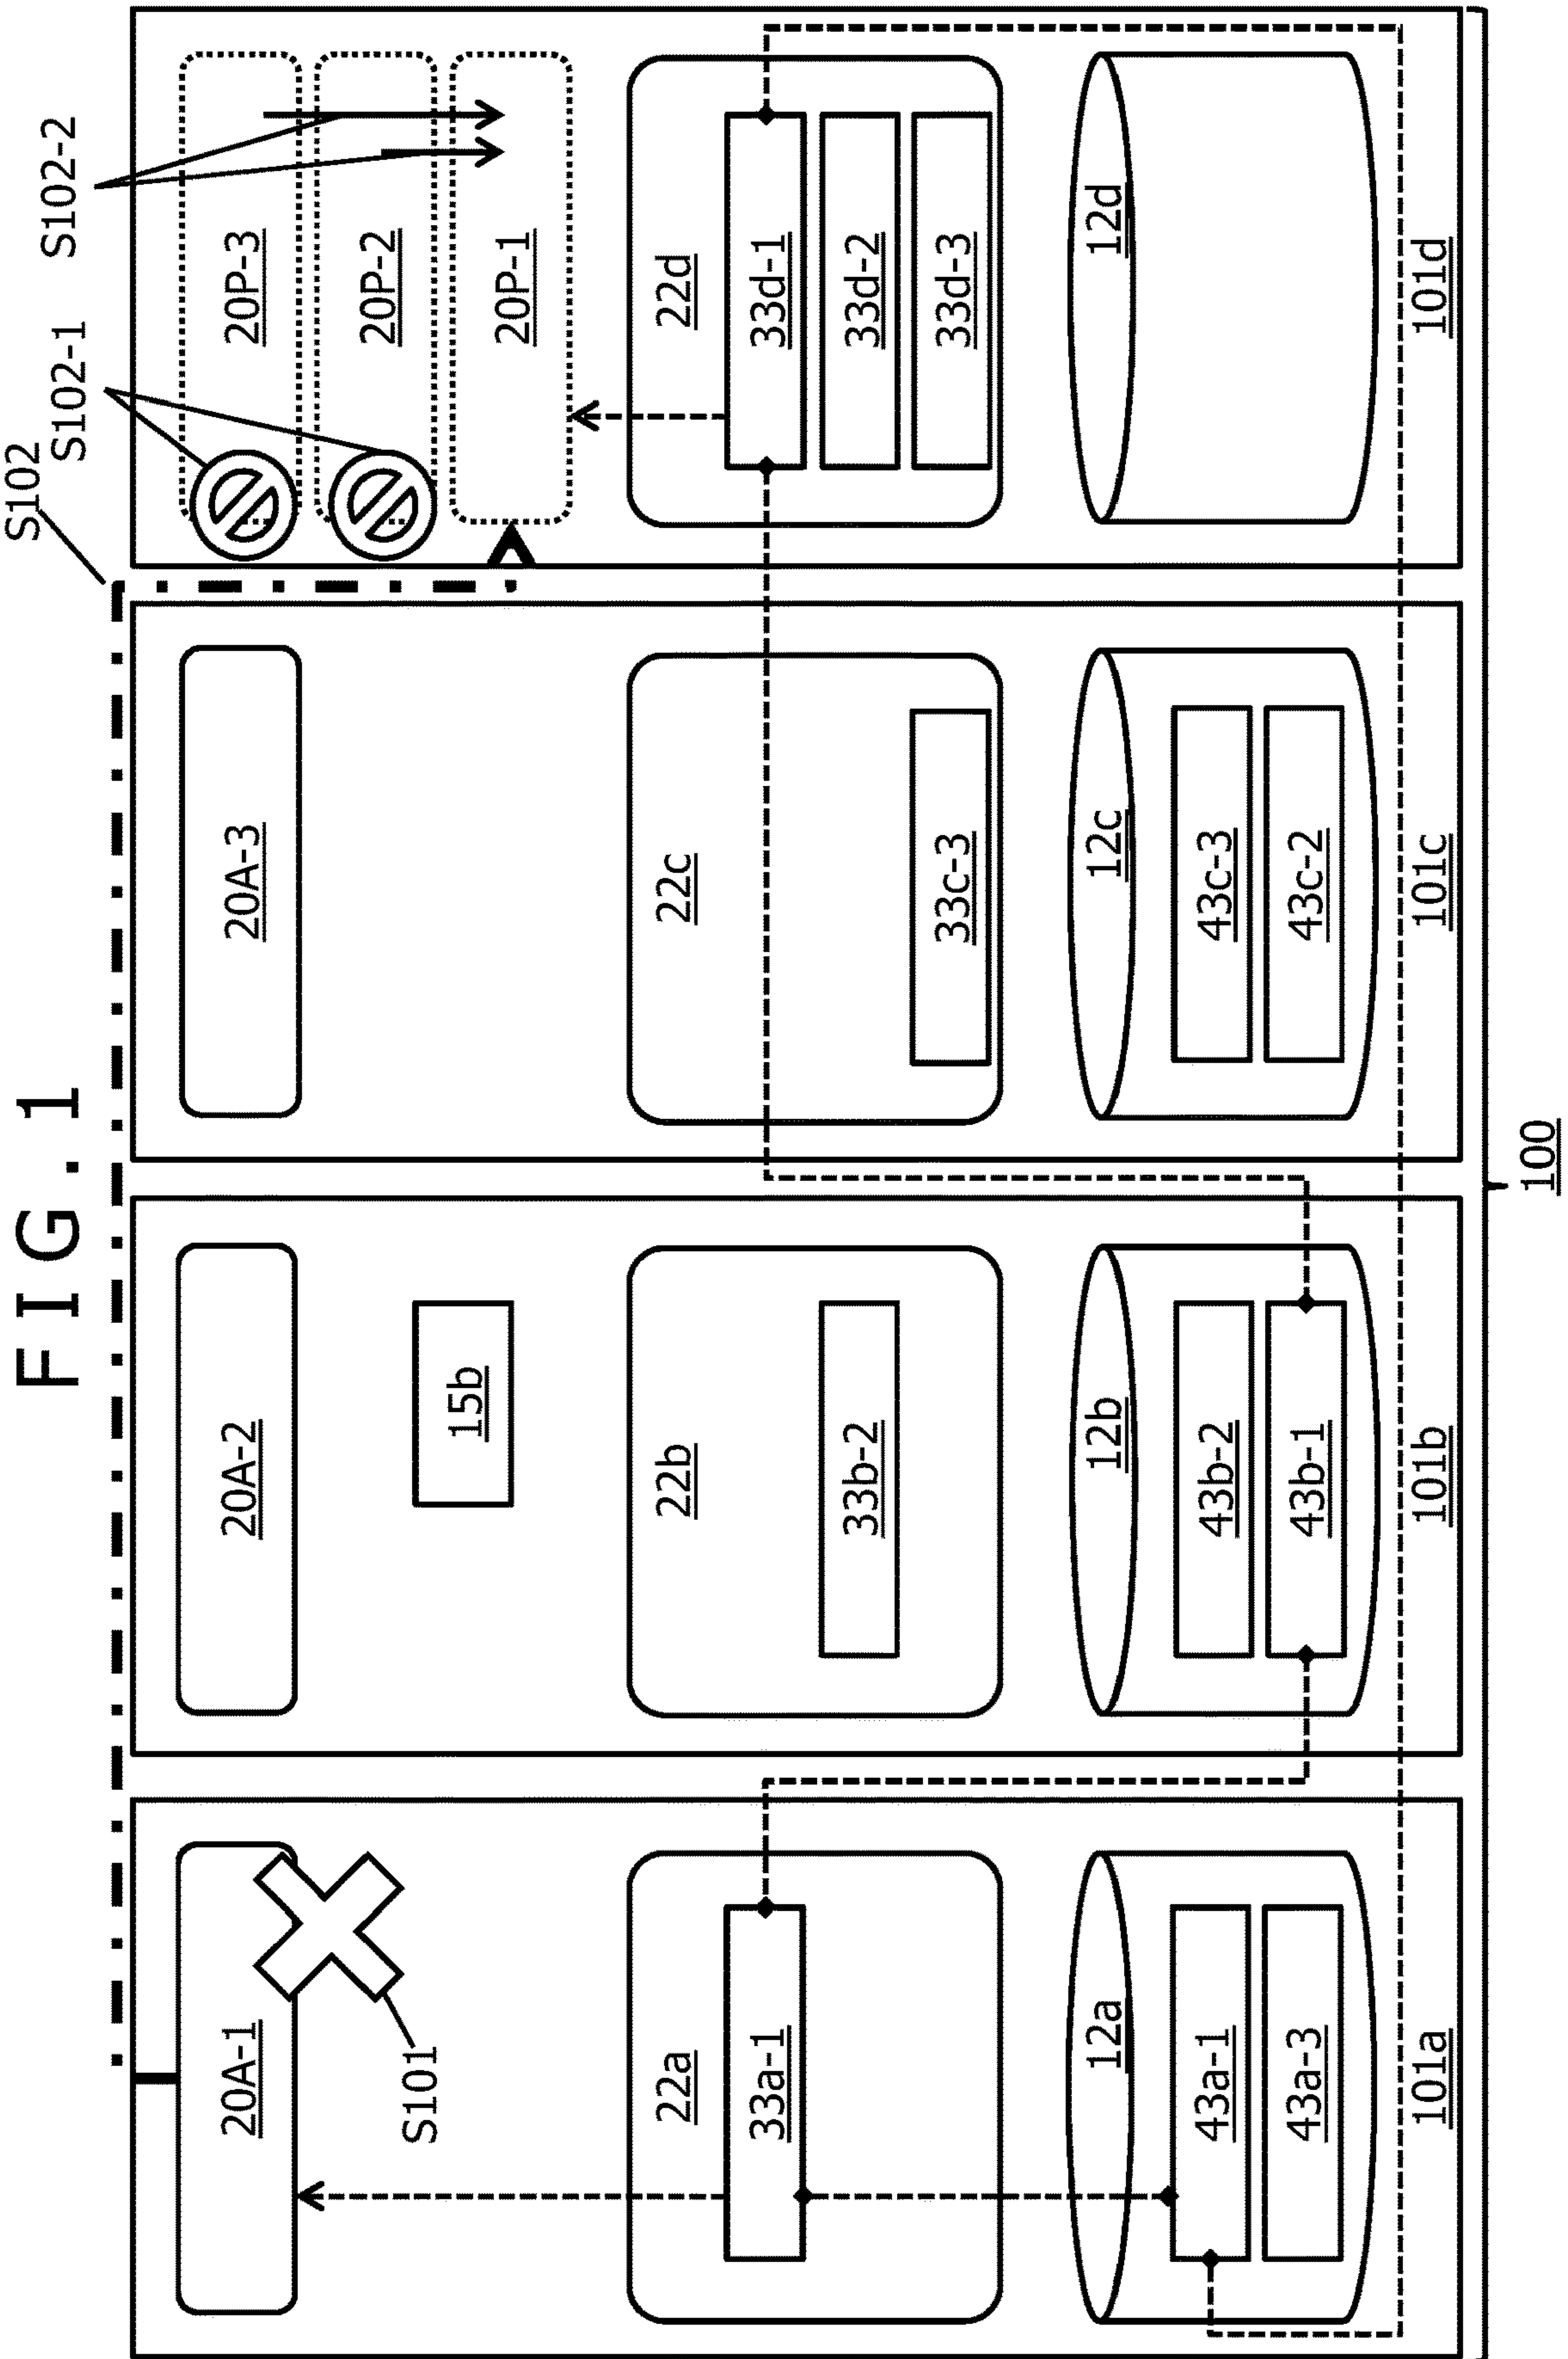 FIG.1
S102
S102-1
S102-2
20A-1
20A-2
20A-3
20P-3
20P-2
20P-1
S101
15b
22a
22b
22c
22d
33a-1
33b-2
33c-3
33d-1
33d-2
33d-3
12a
12b
12c
12d
43a-1
43a-3
43b-2
43b-1
43c-3
43c-2
101a
101b
101c
101d
100